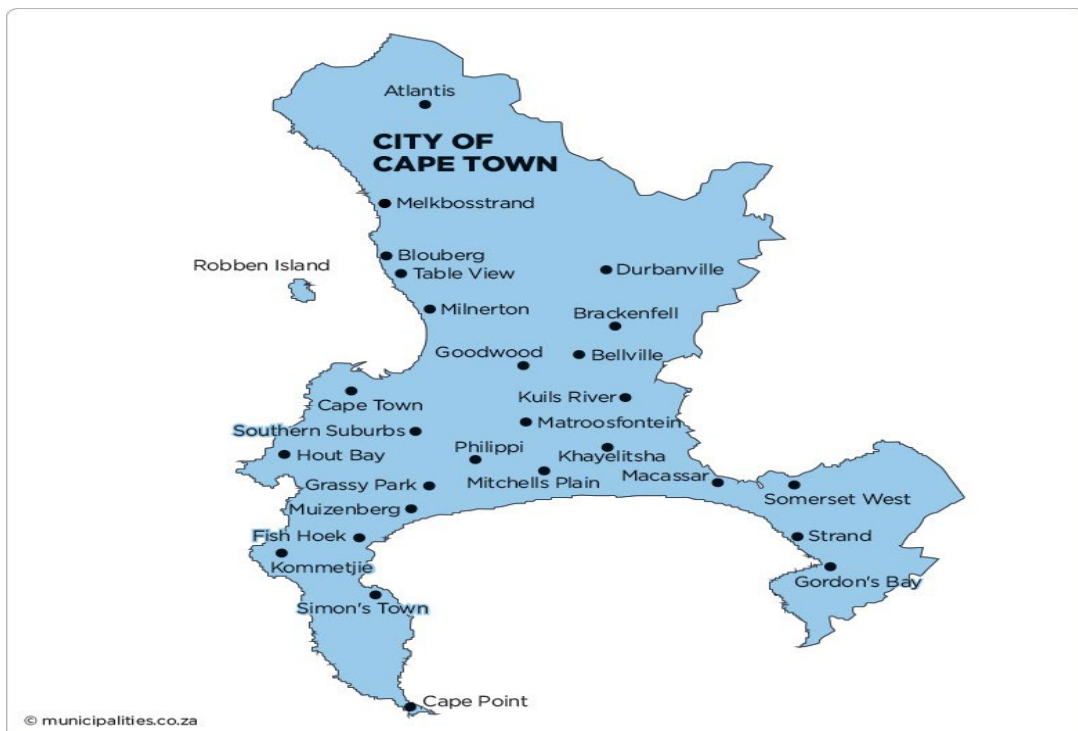 Atlantis
CITY OF
CAPE TOWN
Melkbosstrand
Blouberg
Robben Island
Table View
Durbanville
Milnerton
Brackenfell
Goodwood
Bellville
Kuils River
Cape Town
Matroosfontein
Southern Suburbs
Philippi
Hout Bay
Khayelitsha
Mitchells Plain
Macassar
Grassy Park
Somerset West
Muizenberg
Fish Hoek
Strand
Kommetjie
Gordon's Bay
Simon's Town
Cape Point
© municipalities.co.za